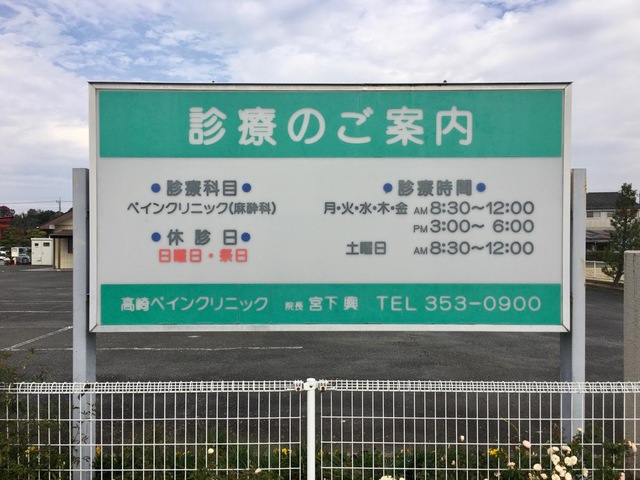 診療のご案内
●診療科目●
ペインクリニック(麻酔科)
●休診日●
日曜日・祭日
●診療時間●
月・火・水・木・金 AM 8:30～12:00
PM 3:00～ 6:00
土曜日 AM 8:30～12:00
高崎ペインクリニック 院長 宮下興 TEL 353-0900